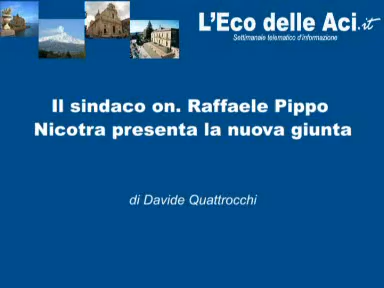 L'Eco delle Aci.it
Settimanale telematico d'informazione
Il sindaco on. Raffaele Pippo
Nicotra presenta la nuova giunta
di Davide Quattrocchi